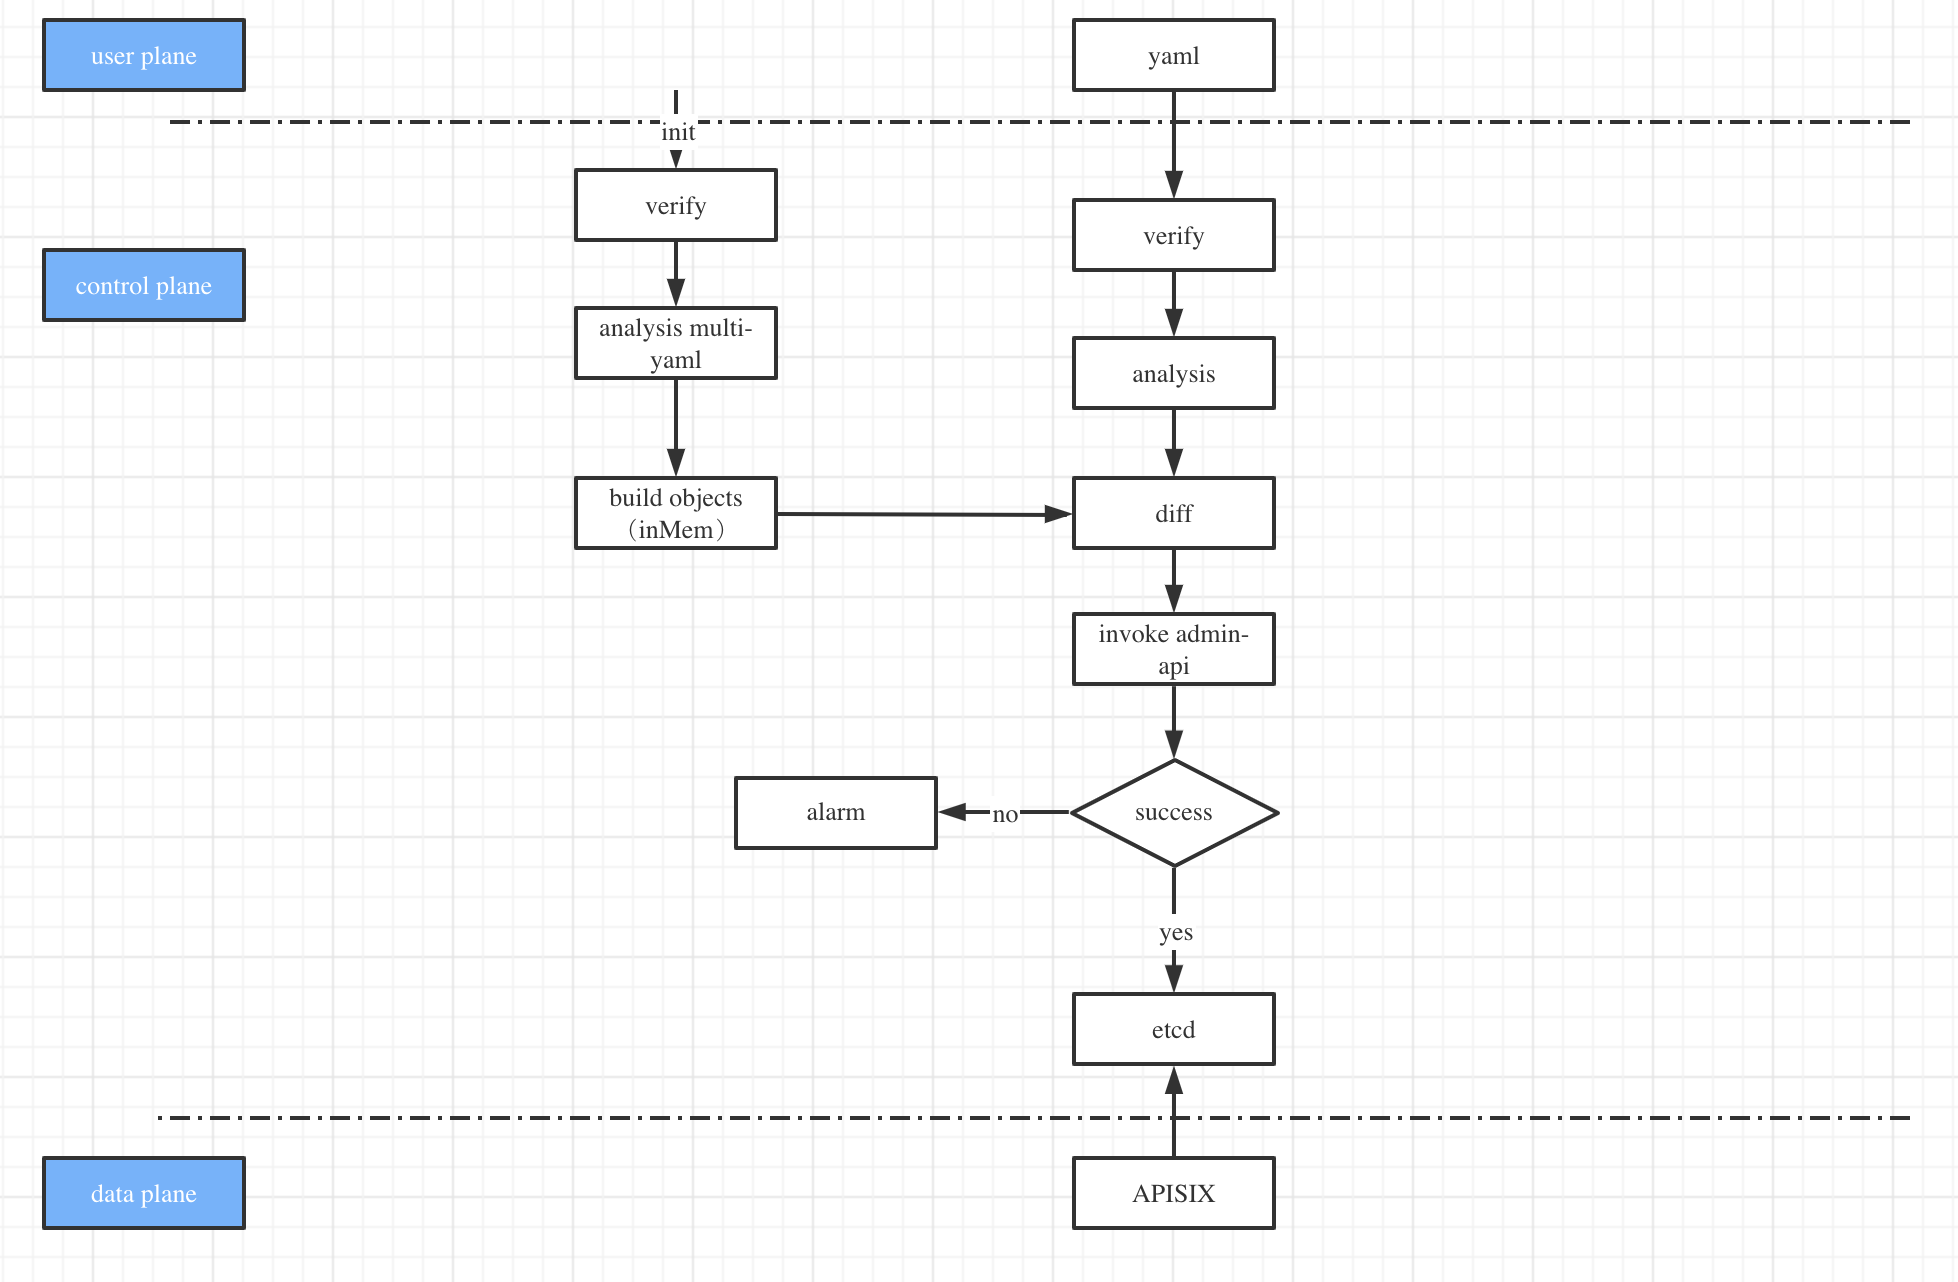 user plane
yaml
init
verify
verify
control plane
analysis multi-
yaml
analysis
build objects
（inMem）
diff
invoke admin-
api
success
no
alarm
yes
etcd
data plane
APISIX